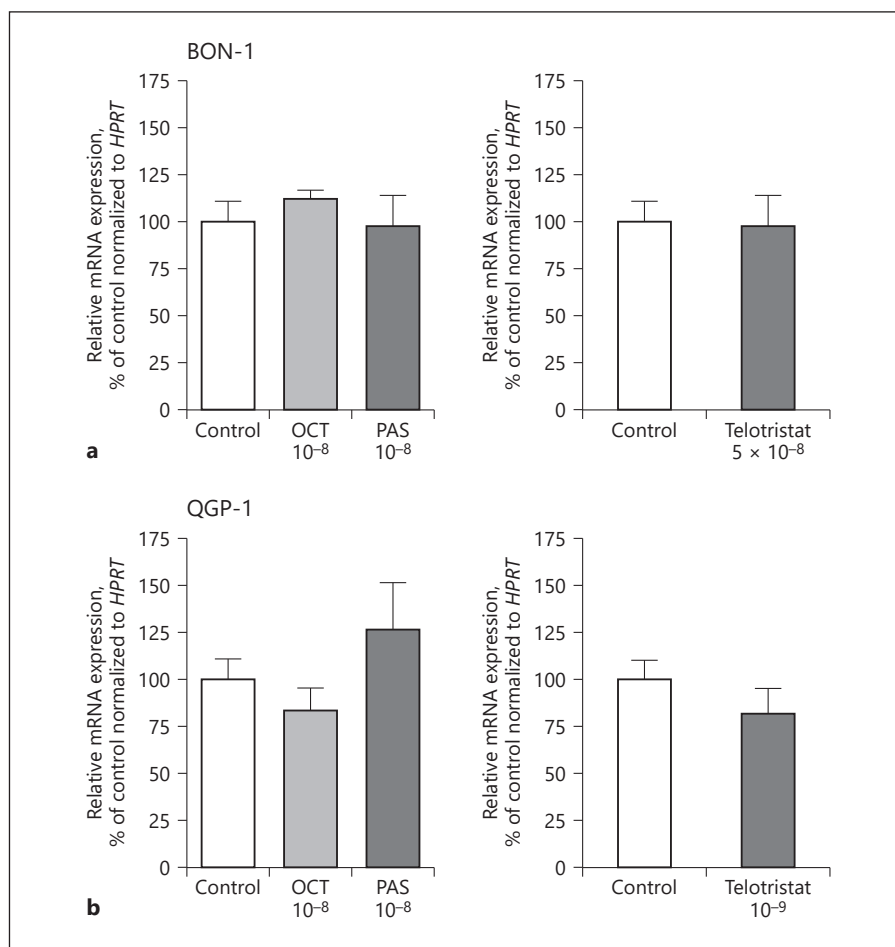 BON-1
Relative mRNA expression,
% of control normalized to HPRT
175
150
125
100
75
50
25
0
Control
OCT
10⁻⁸
PAS
10⁻⁸
Relative mRNA expression,
% of control normalized to HPRT
175
150
125
100
75
50
25
0
Control
Telotristat
5 × 10⁻⁸
a
QGP-1
Relative mRNA expression,
% of control normalized to HPRT
175
150
125
100
75
50
25
0
Control
OCT
10⁻⁸
PAS
10⁻⁸
Relative mRNA expression,
% of control normalized to HPRT
175
150
125
100
75
50
25
0
Control
Telotristat
10⁻⁹
b